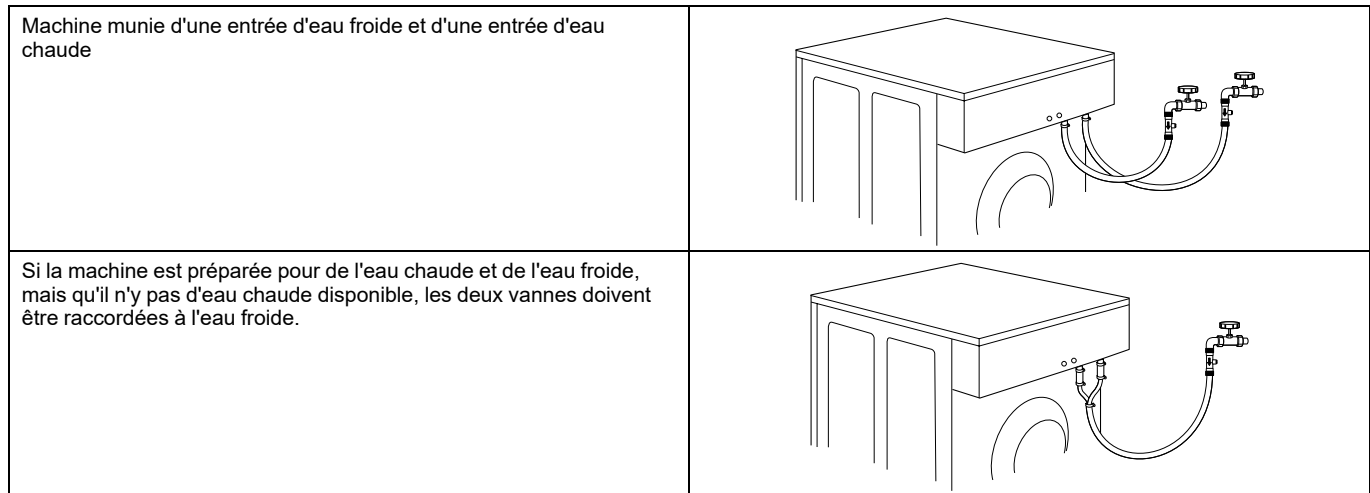 Machine munie d'une entrée d'eau froide et d'une entrée d'eau
chaude
Si la machine est préparée pour de l'eau chaude et de l'eau froide,
mais qu'il n'y pas d'eau chaude disponible, les deux vannes doivent
être raccordées à l'eau froide.